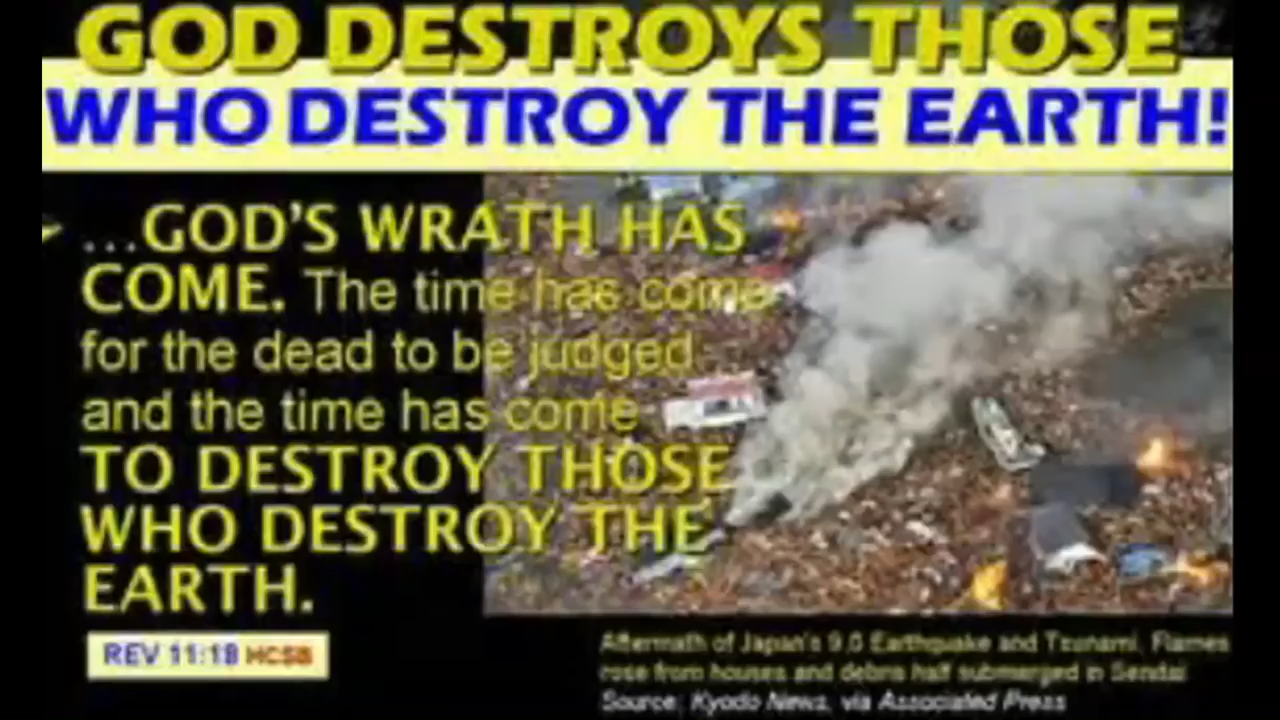 GOD DESTROYS THOSE
WHO DESTROY THE EARTH!
...GOD'S WRATH HAS
COME. The time has come
for the dead to be judged
and the time has come
TO DESTROY THOSE
WHO DESTROY THE
EARTH.
REV 11:18 HCSB
Aftermath of Japan's 9.0 Earthquake and Tsunami, Flames
rose from houses and debris half submerged in Sendai
Source: Kyodo News, via Associated Press